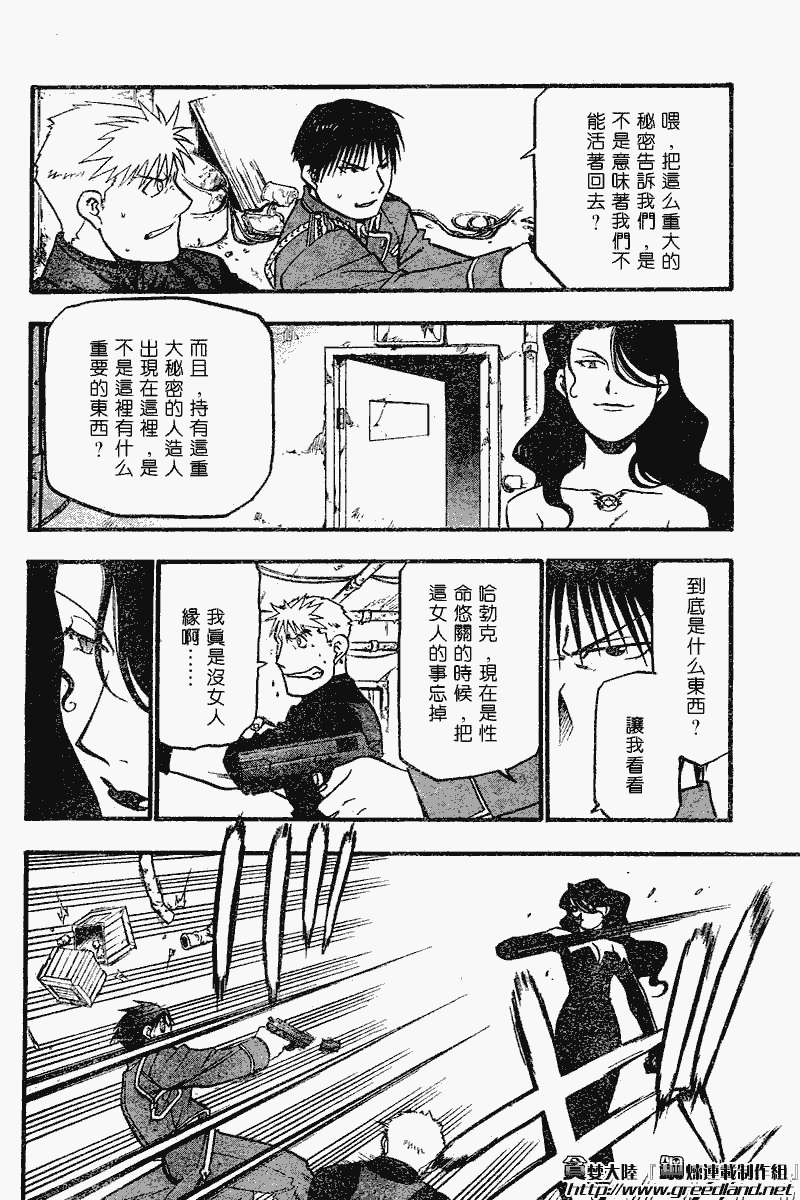 喂，把這么重大的
秘密告訴我們，是
不是意味著我們不
能活著回去？
而且，持有這重
大秘密的人造人
出現在這裡，是
不是這裡有什么
重要的東西？
到底是什么東西？
讓我看看
哈勃克，現在是性
命悠關的時候，把
這女人的事忘掉
我真是沒女人
緣啊……
雙大陸『鋼煉連載制作組』
http://www.greedland.net